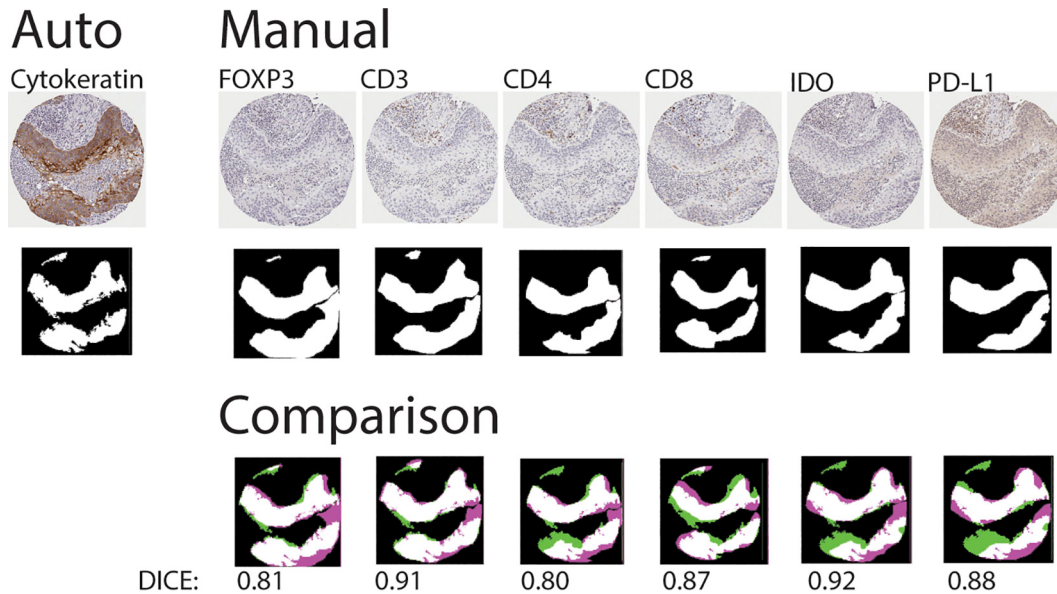 Auto Manual
Cytokeratin FOXP3 CD3 CD4 CD8 IDO PD-L1
Comparison
DICE: 0.81 0.91 0.80 0.87 0.92 0.88